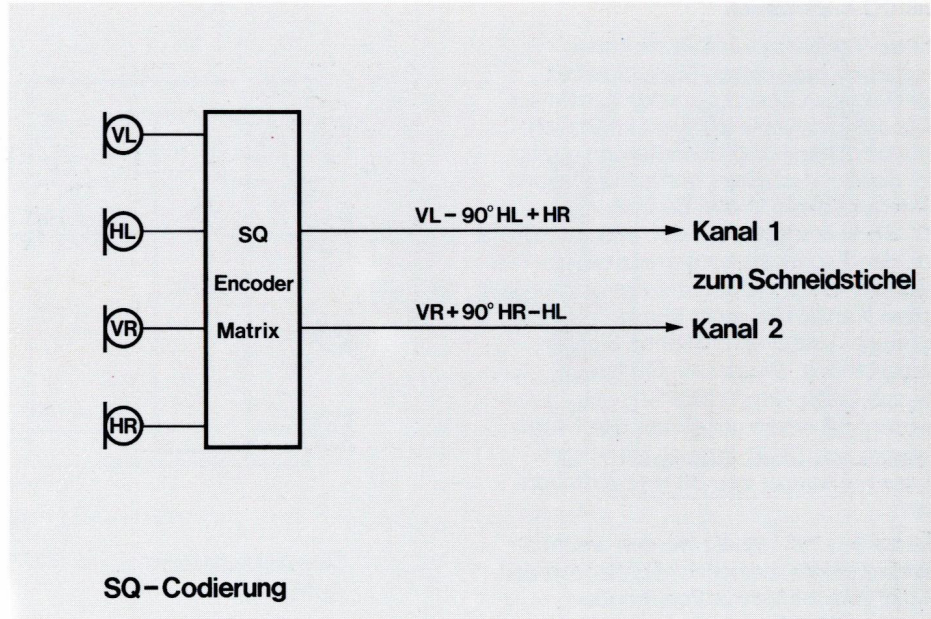 VL
HL
VR
HR
SQ
Encoder
Matrix
VL – 90° HL + HR
Kanal 1
zum Schneidstichel
VR + 90° HR – HL
Kanal 2
SQ – Codierung